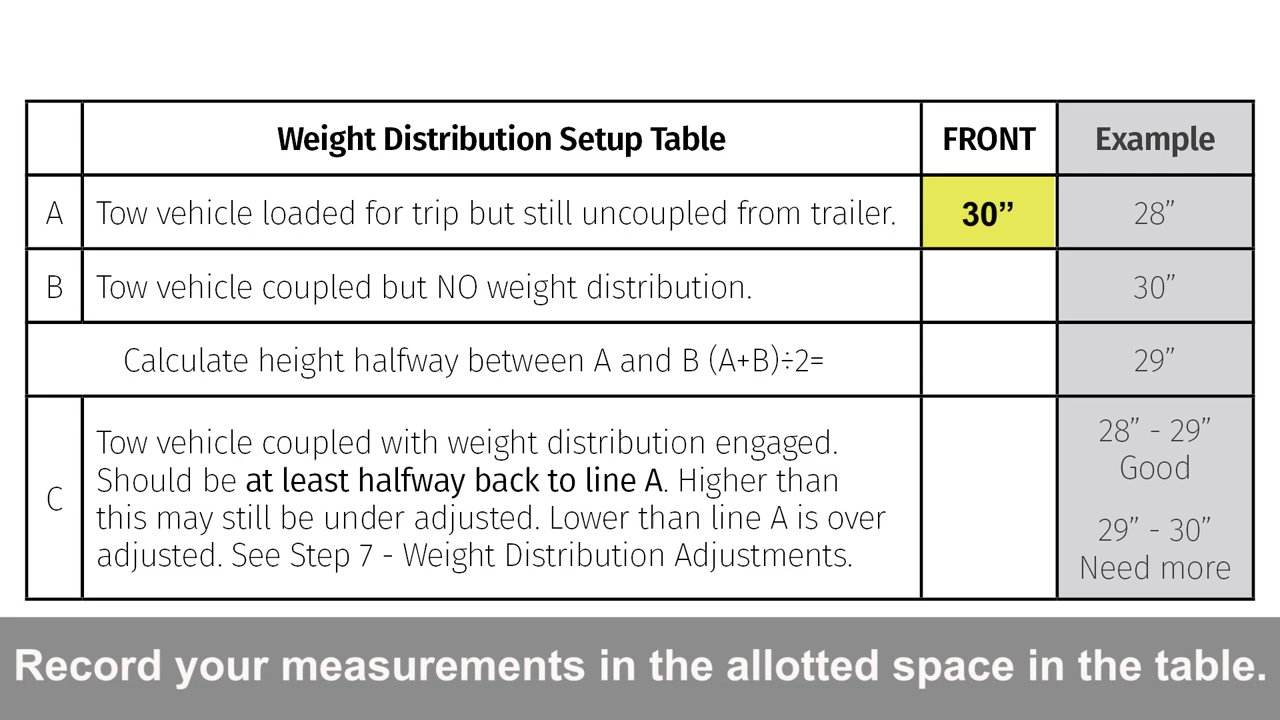 Weight Distribution Setup Table FRONT Example
A Tow vehicle loaded for trip but still uncoupled from trailer. 30” 28”
B Tow vehicle coupled but NO weight distribution. 30”
Calculate height halfway between A and B (A+B)÷2= 29”
C Tow vehicle coupled with weight distribution engaged.
Should be at least halfway back to line A. Higher than
this may still be under adjusted. Lower than line A is over
adjusted. See Step 7 - Weight Distribution Adjustments.
28” - 29”
Good
29” - 30”
Need more
Record your measurements in the allotted space in the table.